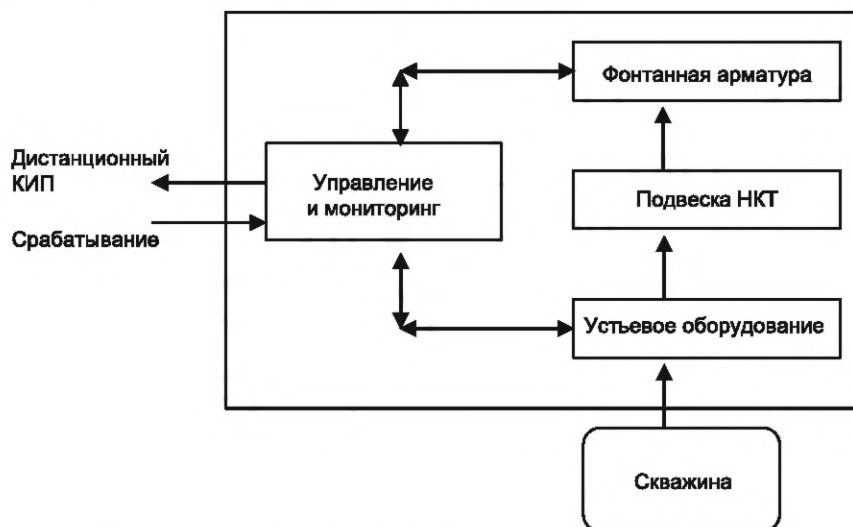 Фонтанная арматура
Дистанционный
КИП
Управление
и мониторинг
Подвеска НКТ
Срабатывание
Устьевое оборудование
Скважина